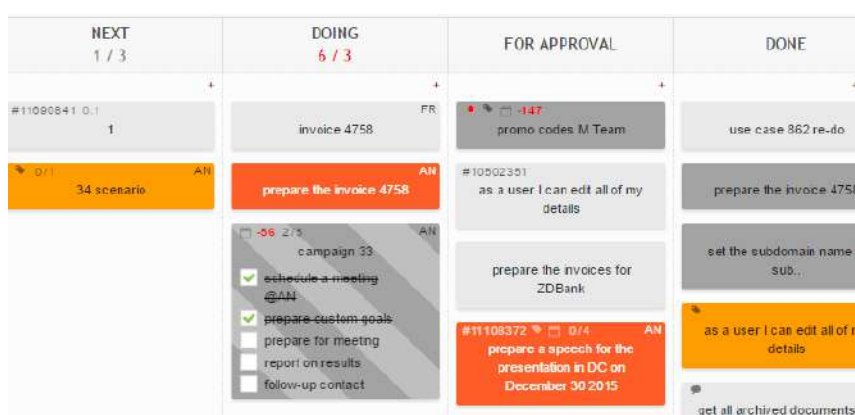 NEXT
1 / 3
+
#11090841 0.1
1
0/1 AN
34 scenario
DOING
6 / 3
+
FR
invoice 4758
AN
prepare the invoice 4758
-56 2/5 AN
campaign 33
schedule a meeting
@AN
prepare custom goals
prepare for meeting
report on results
follow-up contact
FOR APPROVAL
+
-147
promo codes M Team
#10502351
as a user I can edit all of my
details
prepare the invoices for
ZDBank
#11108372 0/4 AN
prepare a speech for the
presentation in DC on
December 30 2015
DONE
+
use case 862 re-do
prepare the invoice 475
set the subdomain name
sub..
as a user I can edit all of
details
get all archived documents